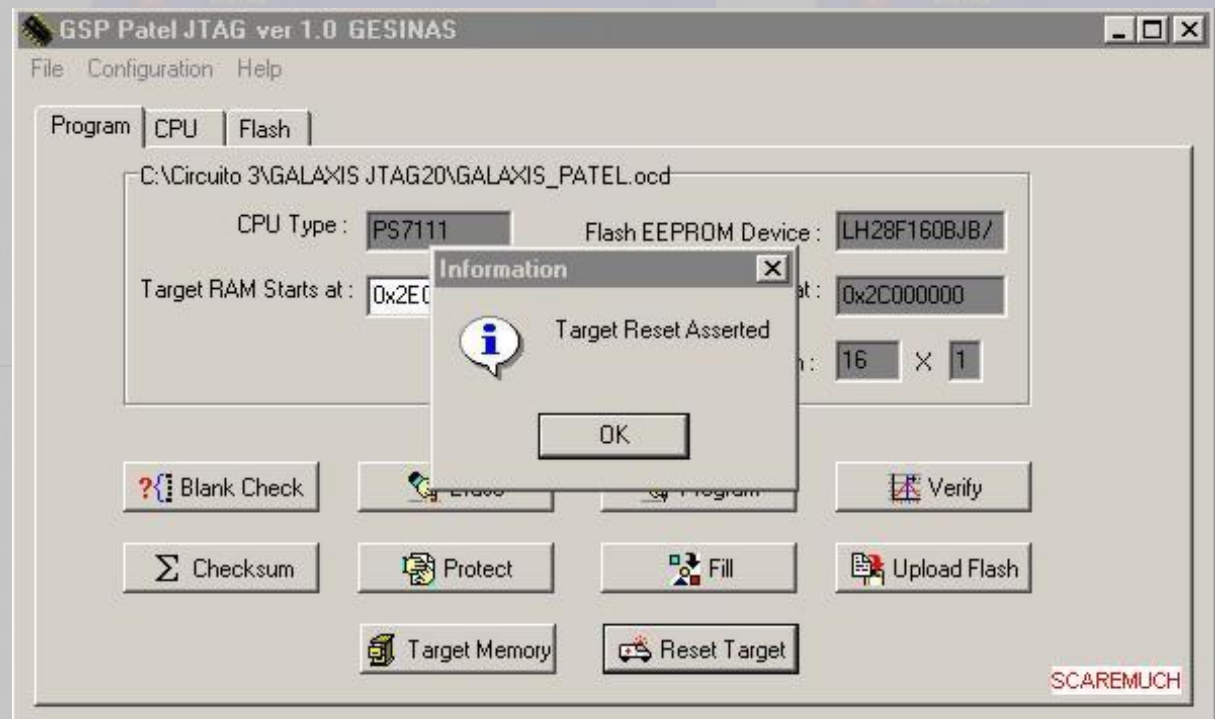 GSP Patel JTAG ver 1.0 GESINAS
File Configuration Help
Program CPU Flash
C:\Circuito 3\GALAXIS JTAG20\GALAXIS_PATEL.ocd
CPU Type : PS7111 Flash EEPROM Device : LH28F160BJB/
Information
Target RAM Starts at : 0x2E0 at : 0x2C000000
Target Reset Asserted
16 X 1
OK
?{ Blank Check Erase Program Verify
Σ Checksum Protect Fill Upload Flash
Target Memory Reset Target
SCAREMUCH